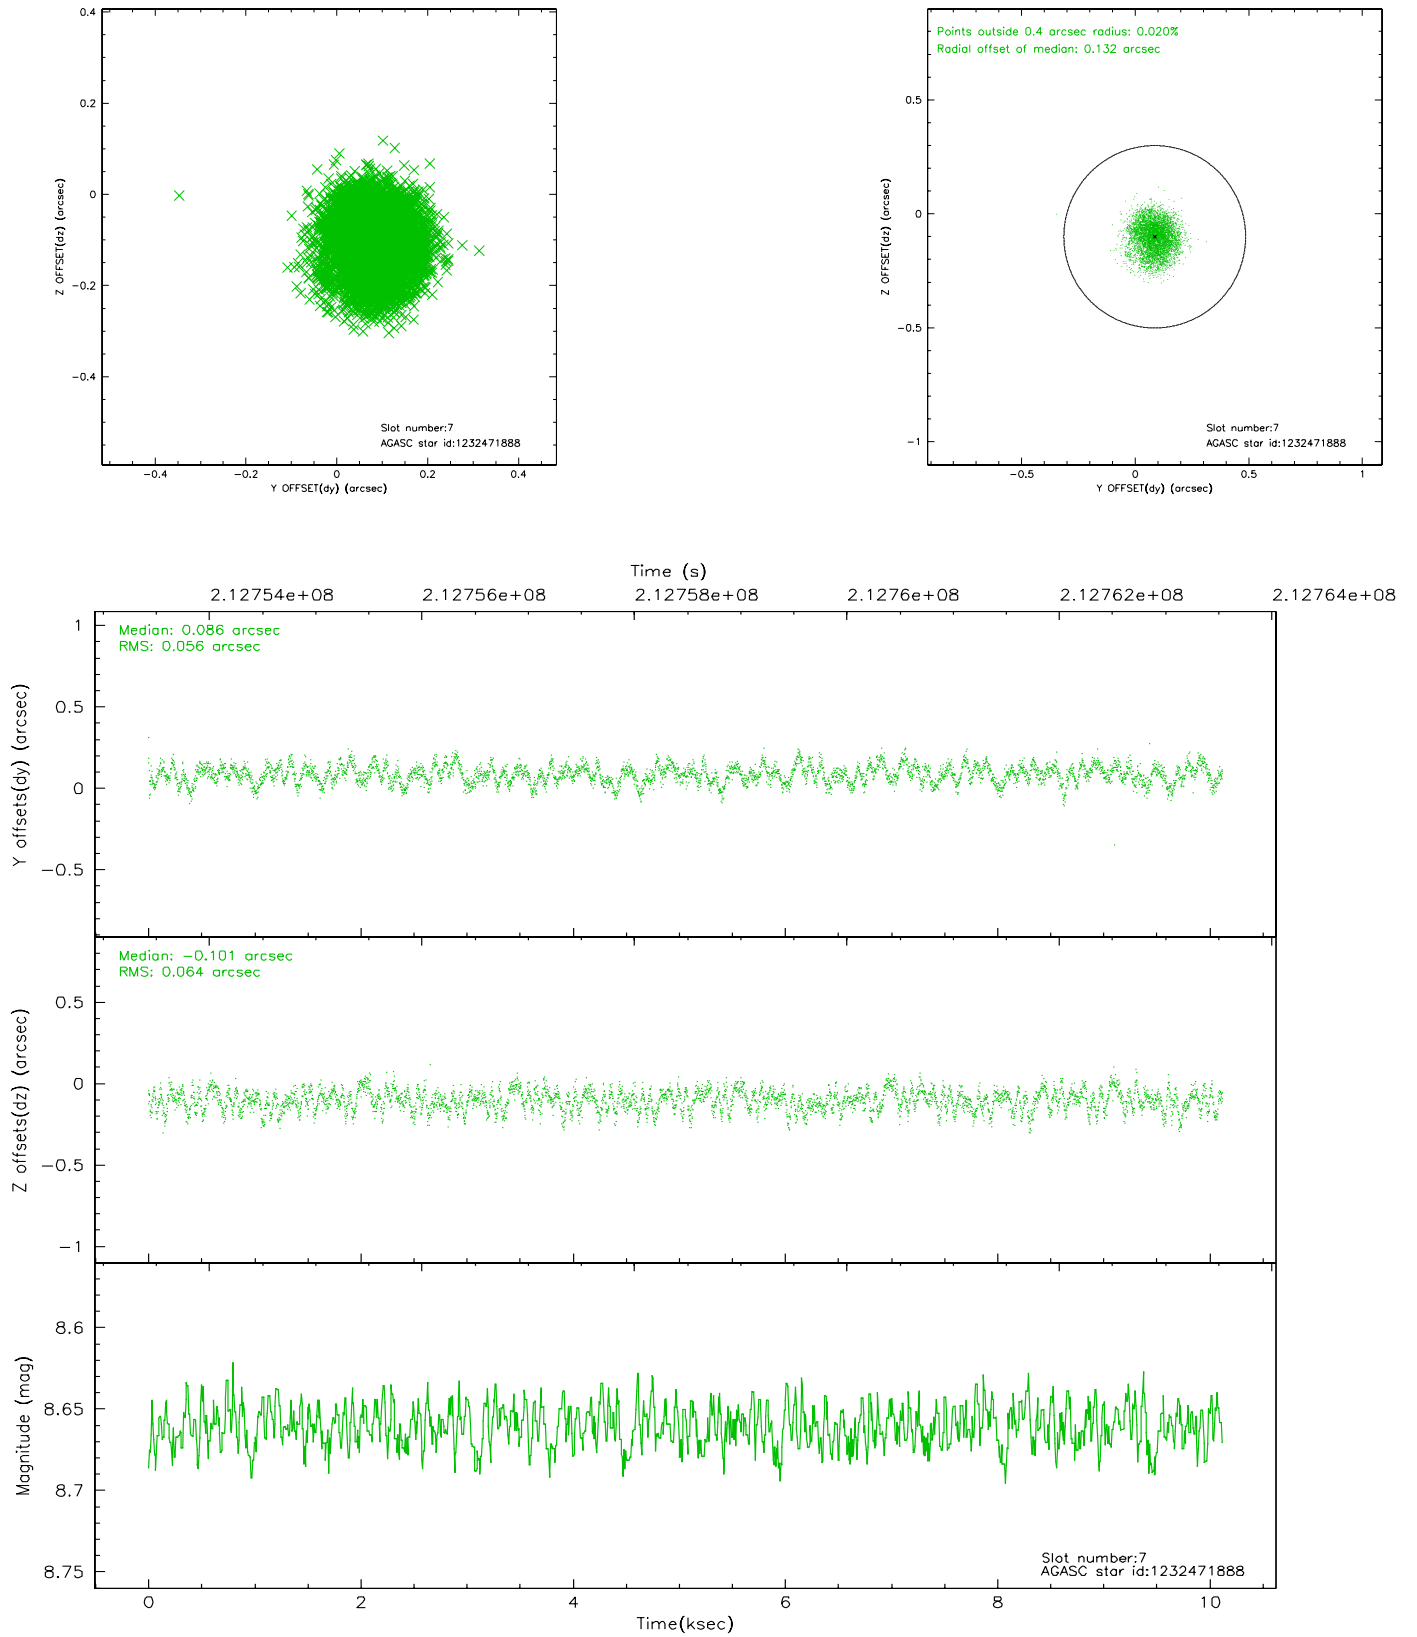 0.4
0.2
0
−0.2
−0.4
Z OFFSET(dz) (arcsec)
−0.4
−0.2
0
0.2
0.4
Y OFFSET(dy) (arcsec)
Slot number:7
AGASC star id:1232471888
Points outside 0.4 arcsec radius: 0.020%
Radial offset of median: 0.132 arcsec
0.5
0
−0.5
−1
Z OFFSET(dz) (arcsec)
−0.5
0
0.5
1
Y OFFSET(dy) (arcsec)
Slot number:7
AGASC star id:1232471888
Time (s)
2.12754e+08
2.12756e+08
2.12758e+08
2.1276e+08
2.12762e+08
2.12764e+08
Median: 0.086 arcsec
RMS: 0.056 arcsec
1
0.5
0
−0.5
Y offsets(dy) (arcsec)
Median: −0.101 arcsec
RMS: 0.064 arcsec
0.5
0
−0.5
−1
Z offsets(dz) (arcsec)
8.6
8.65
8.7
8.75
Magnitude (mag)
Slot number:7
AGASC star id:1232471888
0
2
4
6
8
10
Time(ksec)